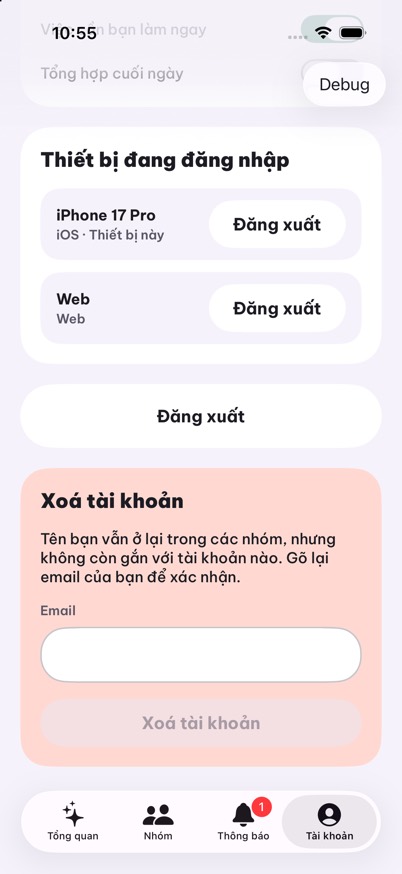 10:55
bạn làm ngay
Tổng hợp cuối ngày
Debug
Thiết bị đang đăng nhập
iPhone 17 Pro
iOS · Thiết bị này
Đăng xuất
Web
Web
Đăng xuất
Đăng xuất
Xoá tài khoản
Tên bạn vẫn ở lại trong các nhóm, nhưng
không còn gắn với tài khoản nào. Gõ lại
email của bạn để xác nhận.
Email
Xoá tài khoản
1
Tổng quan
Nhóm
Thông báo
Tài khoản